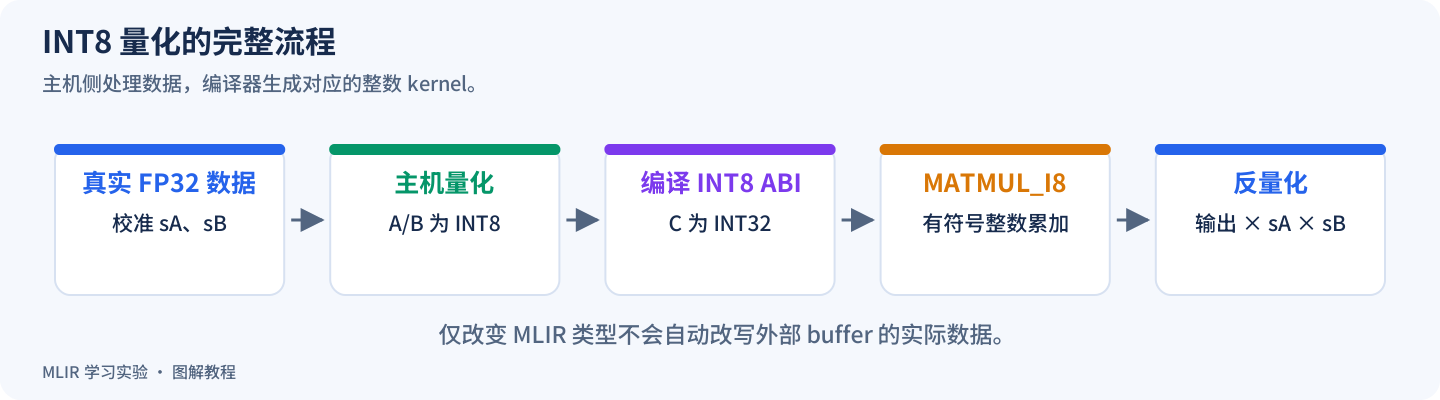 INT8 量化的完整流程
主机侧处理数据，编译器生成对应的整数 kernel。
真实 FP32 数据
校准 sA、sB
主机量化
A/B 为 INT8
编译 INT8 ABI
C 为 INT32
MATMUL_I8
有符号整数累加
反量化
输出 × sA × sB
仅改变 MLIR 类型不会自动改写外部 buffer 的实际数据。
MLIR 学习实验 · 图解教程